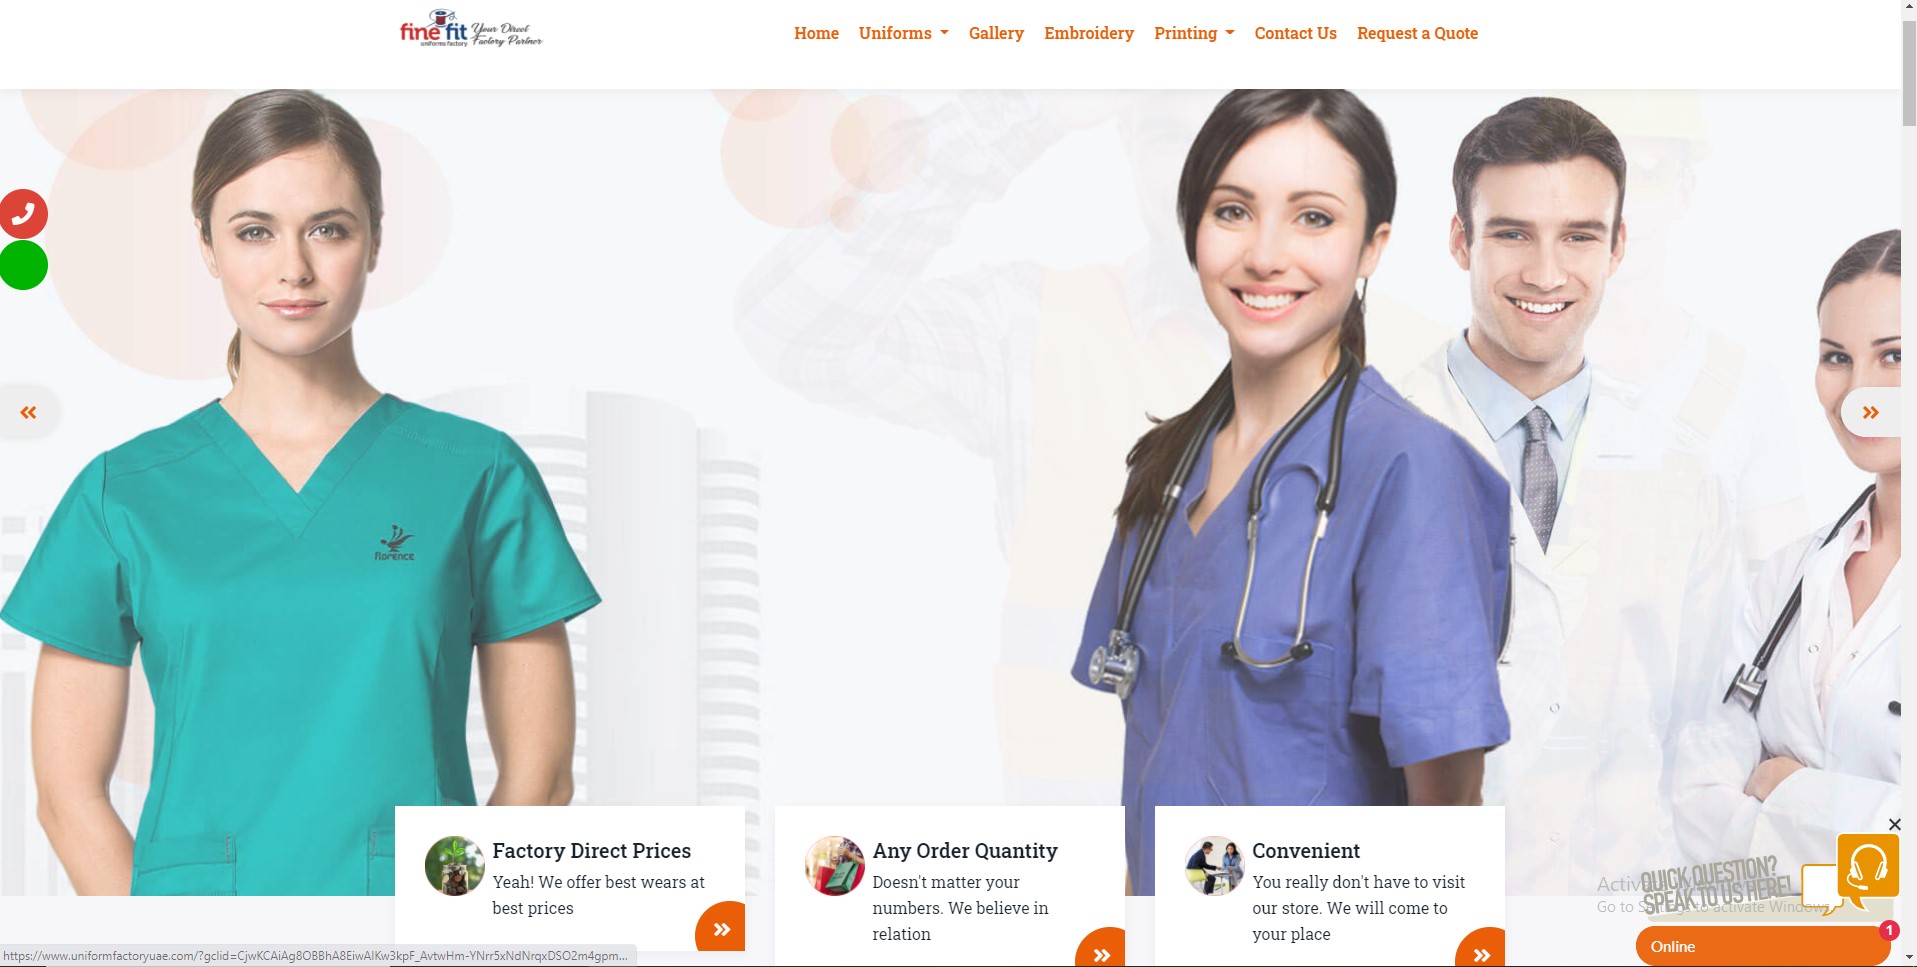 fine fit
uniforms factory
Your Direct
Factory Partner
Home
Uniforms
Gallery
Embroidery
Printing
Contact Us
Request a Quote
florence
Factory Direct Prices
Yeah! We offer best wears at
best prices
Any Order Quantity
Doesn't matter your
numbers. We believe in
relation
Convenient
You really don't have to visit
our store. We will come to
your place
QUICK QUESTION?
SPEAK TO US HERE!
Go to Settings to activate Windows
1
Online
https://www.uniformfactoryuae.com/?gclid=CjwKCAiAg8OBBhA8EiwAlKw3kpF_AvtwHm-YNrr5xNdNrqxDSO2m4gpm...